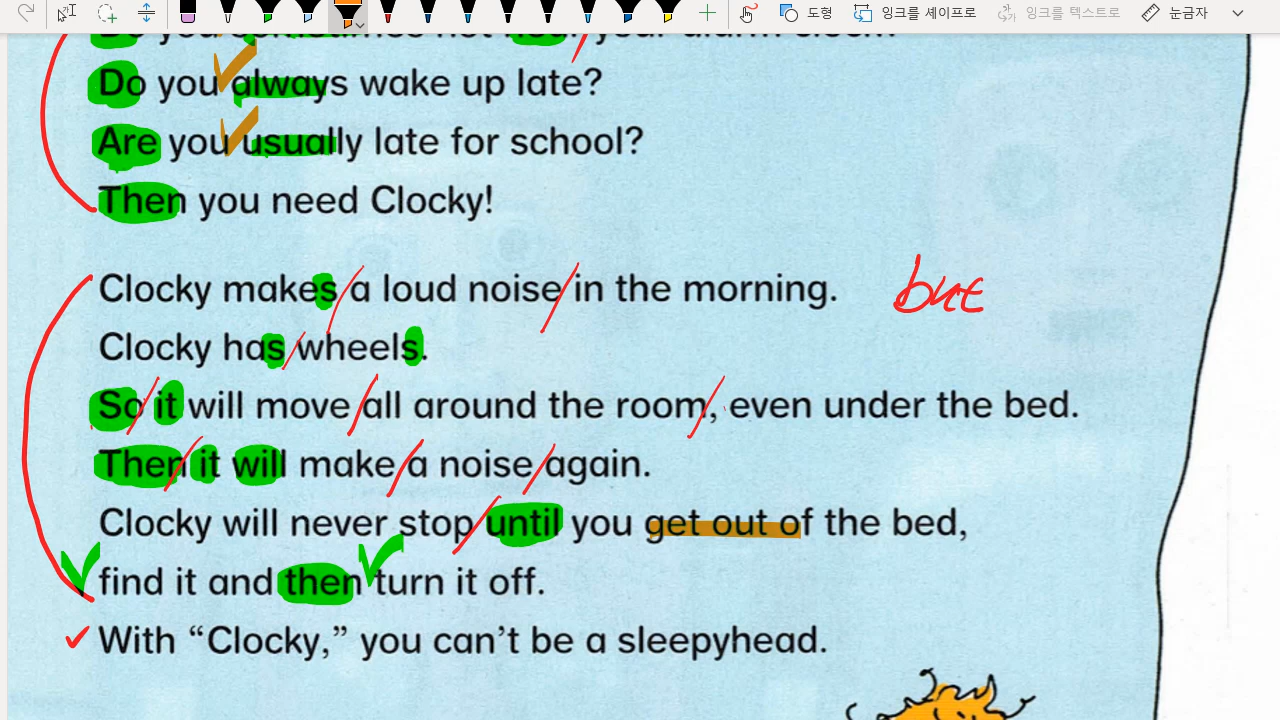 도형 잉크를 셰이프로 잉크를 텍스트로 눈금자
Do you always wake up late?
Are you usually late for school?
Then you need Clocky!
Clocky makes a loud noise in the morning.
Clocky has wheels.
So it will move all around the room, even under the bed.
Then it will make a noise again.
Clocky will never stop until you get out of the bed,
find it and then turn it off.
With “Clocky,” you can’t be a sleepyhead.